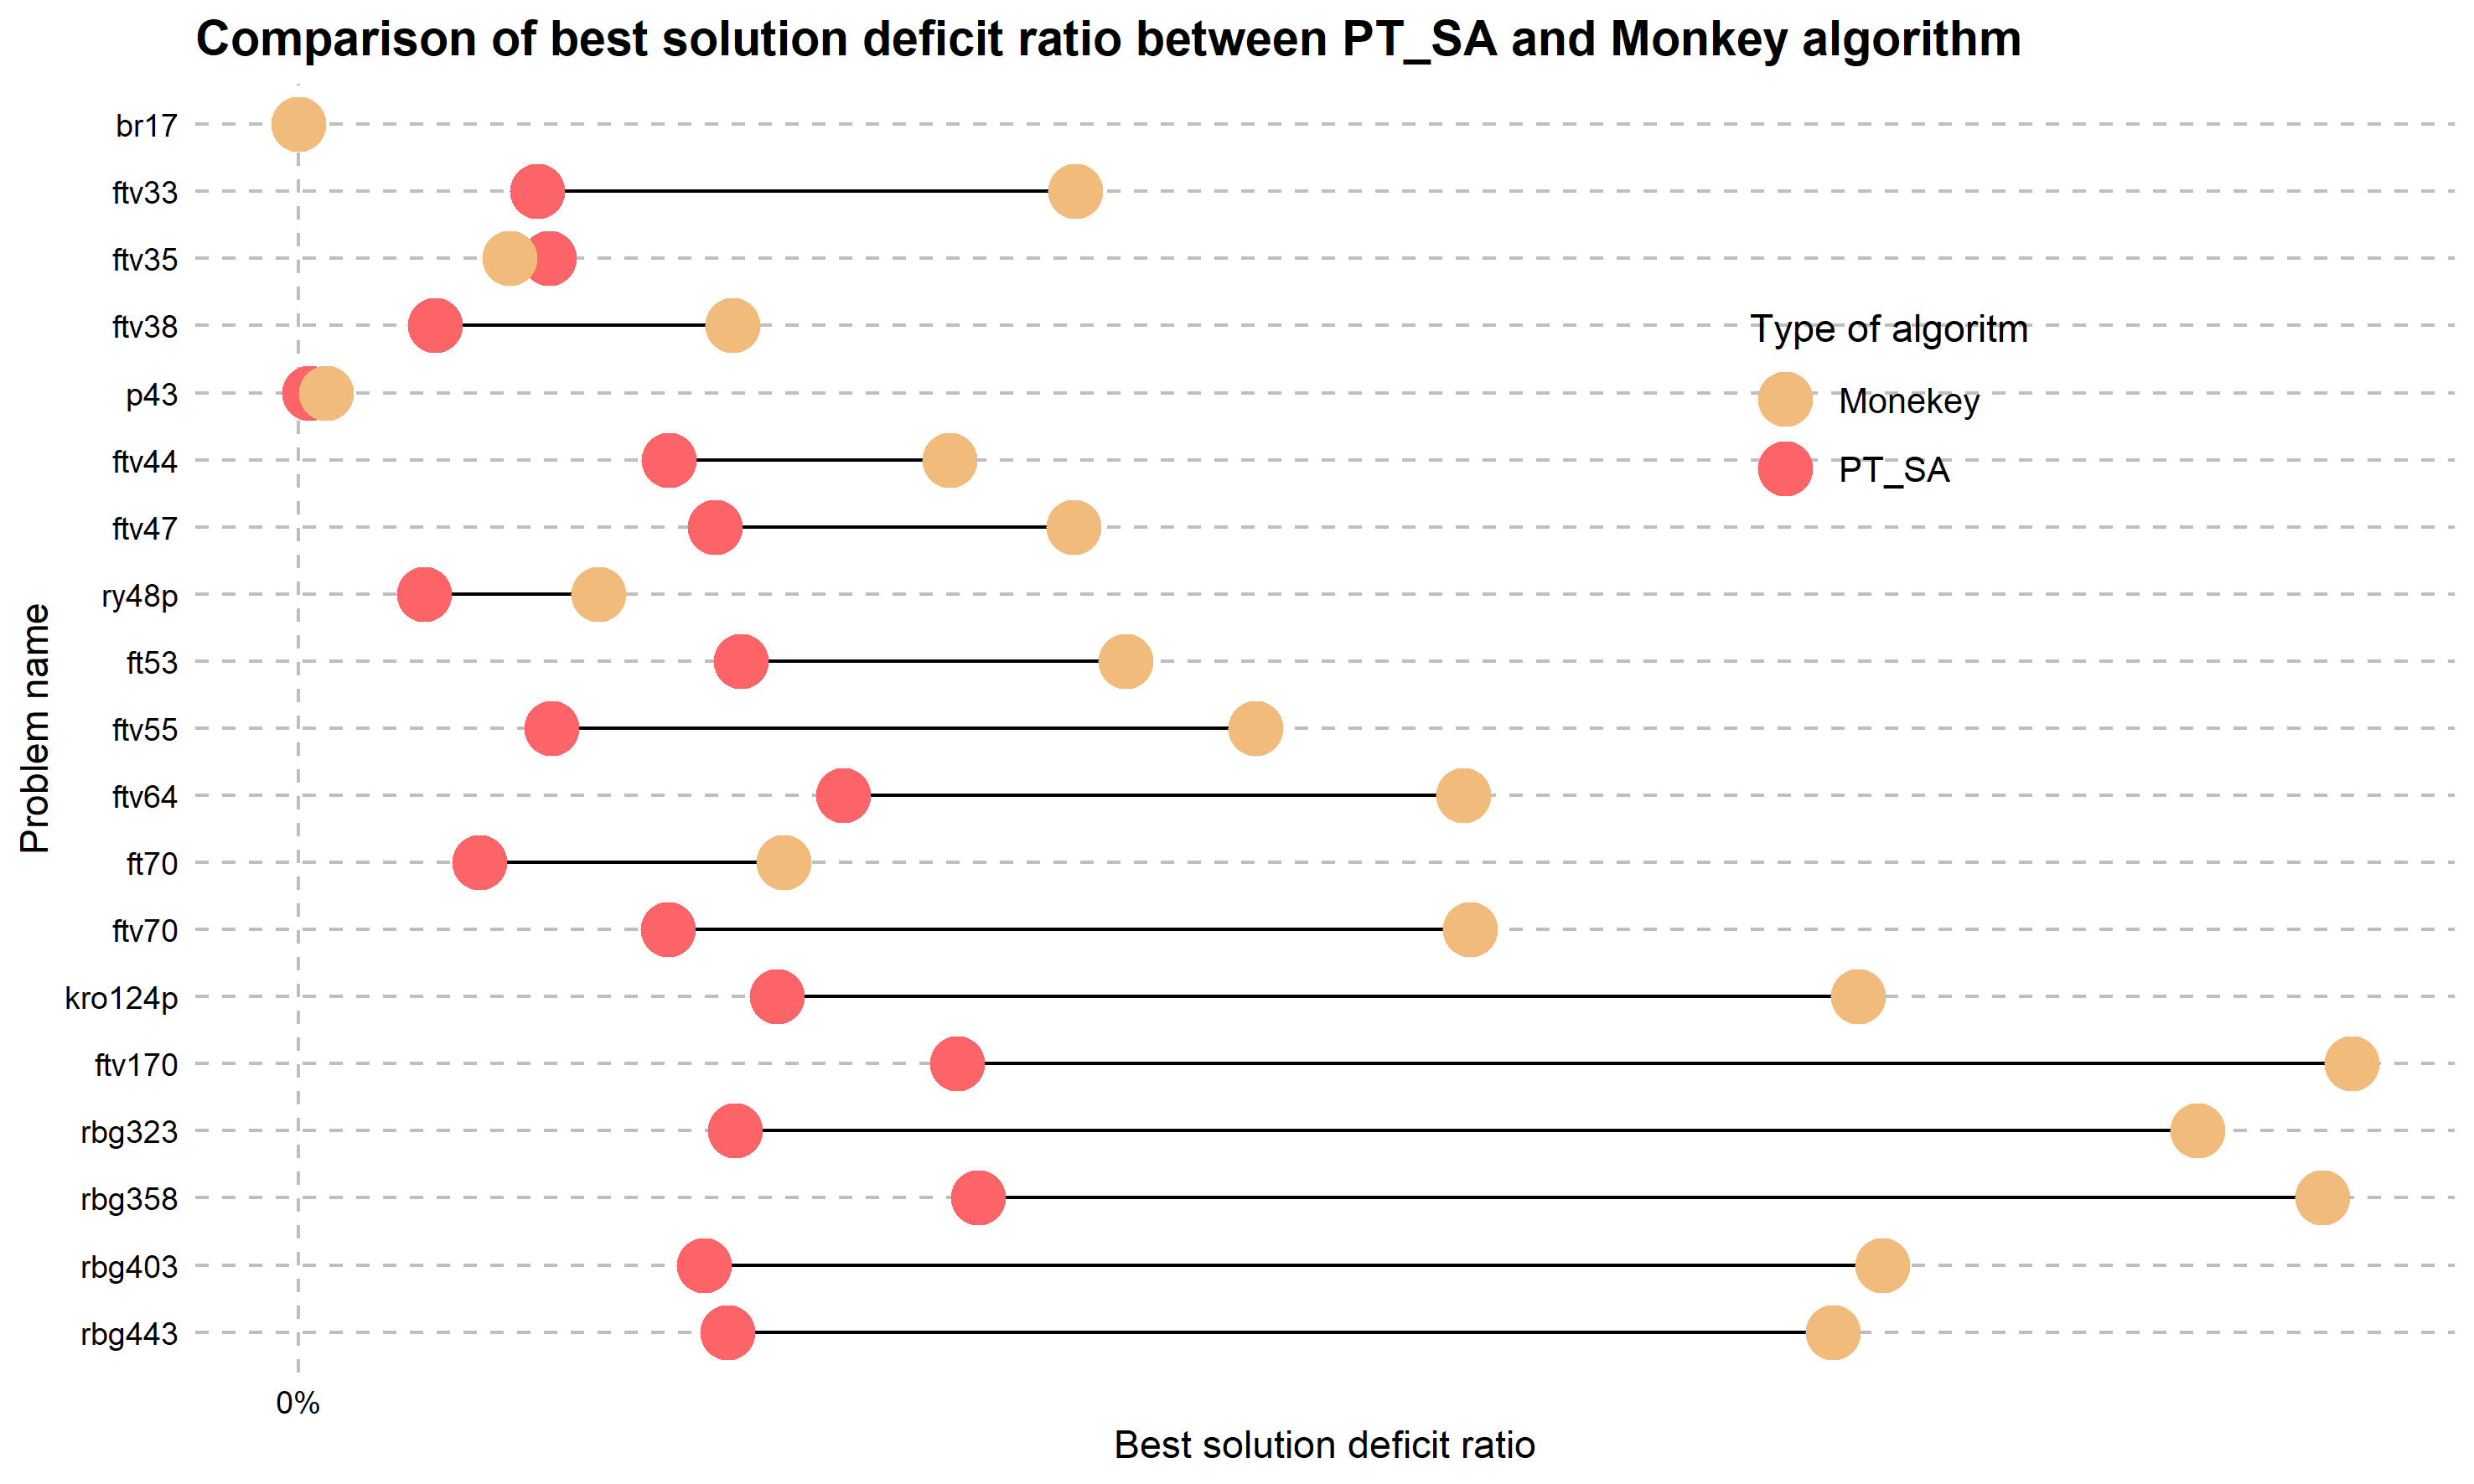 Comparison of best solution deficit ratio between PT_SA and Monkey algorithm
br17
ftv33
ftv35
ftv38
p43
ftv44
ftv47
ry48p
ft53
ftv55
ftv64
ft70
ftv70
kro124p
ftv170
rbg323
rbg358
rbg403
rbg443
Problem name
Type of algoritm
Monekey
PT_SA
0%
Best solution deficit ratio